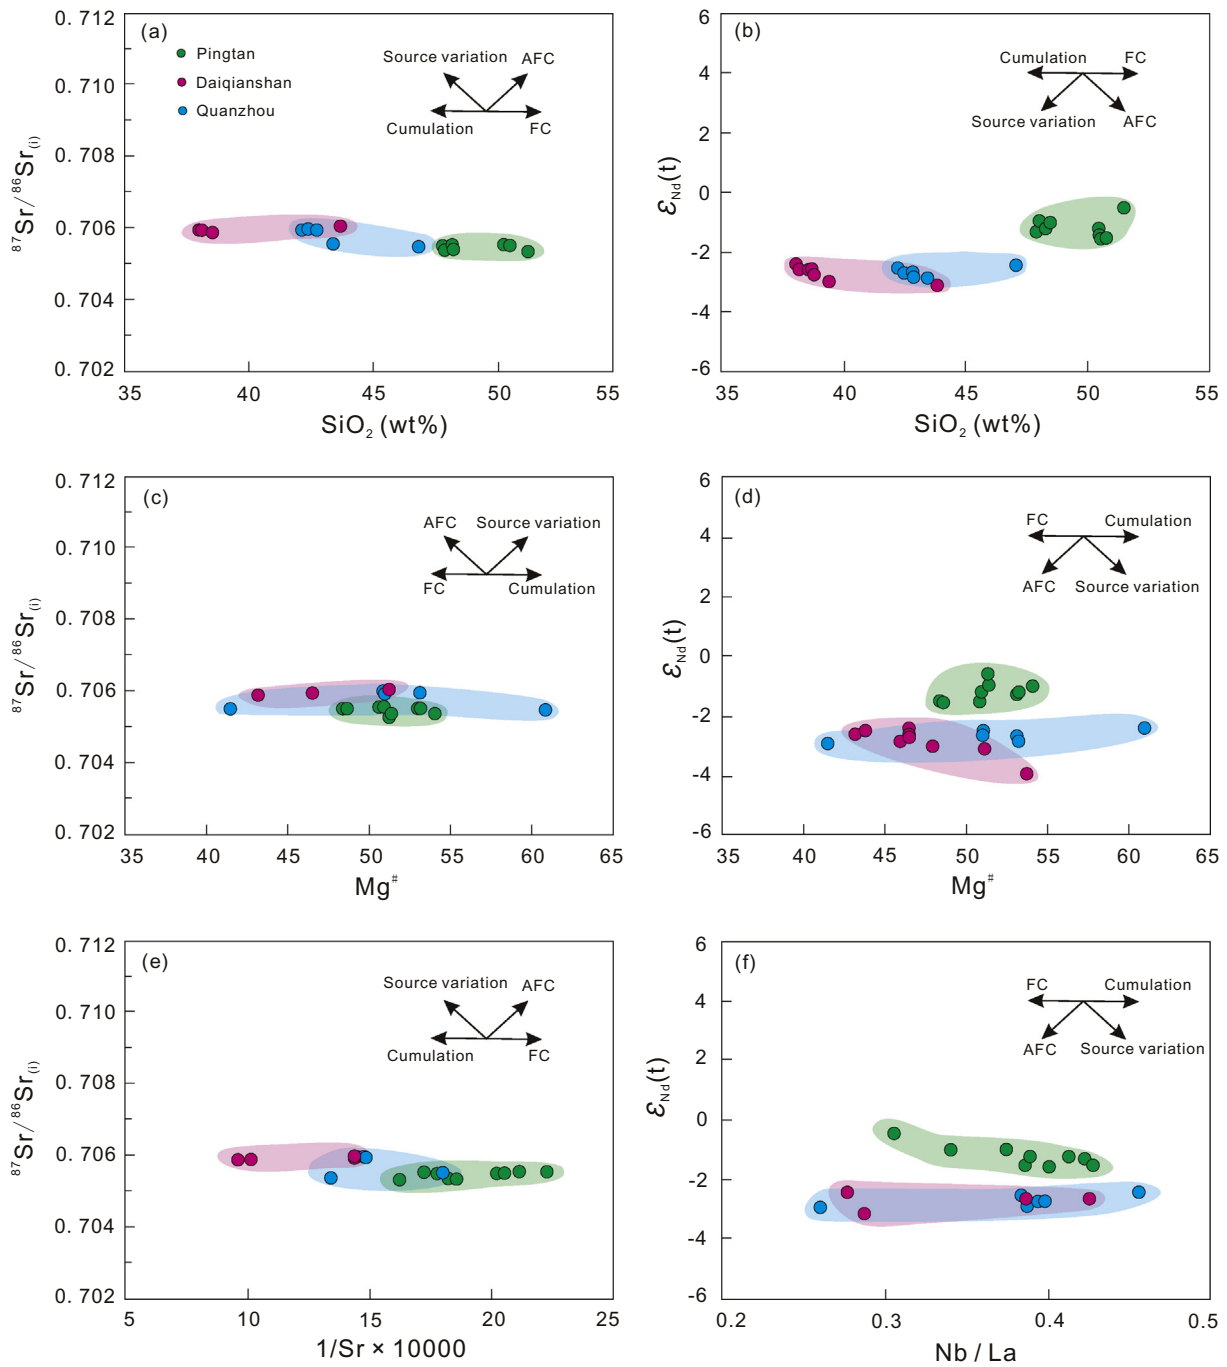 (a)
Pingtan
Daiqianshan
Quanzhou
Source variation
AFC
Cumulation
FC
0.712
0.710
0.708
0.706
0.704
0.702
⁸⁷Sr/⁸⁶Sr₍ᵢ₎
35
40
45
50
55
SiO₂ (wt%)
(b)
Cumulation
FC
Source variation
AFC
6
4
2
0
-2
-4
-6
ℇNd(t)
35
40
45
50
55
SiO₂ (wt%)
(c)
AFC
Source variation
FC
Cumulation
0.712
0.710
0.708
0.706
0.704
0.702
⁸⁷Sr/⁸⁶Sr₍ᵢ₎
35
40
45
50
55
60
65
Mg#
(d)
FC
Cumulation
AFC
Source variation
6
4
2
0
-2
-4
-6
ℇNd(t)
35
40
45
50
55
60
65
Mg#
(e)
Source variation
AFC
Cumulation
FC
0.712
0.710
0.708
0.706
0.704
0.702
⁸⁷Sr/⁸⁶Sr₍ᵢ₎
5
10
15
20
25
1/Sr × 10000
(f)
FC
Cumulation
AFC
Source variation
6
4
2
0
-2
-4
-6
ℇNd(t)
0.2
0.3
0.4
0.5
Nb / La